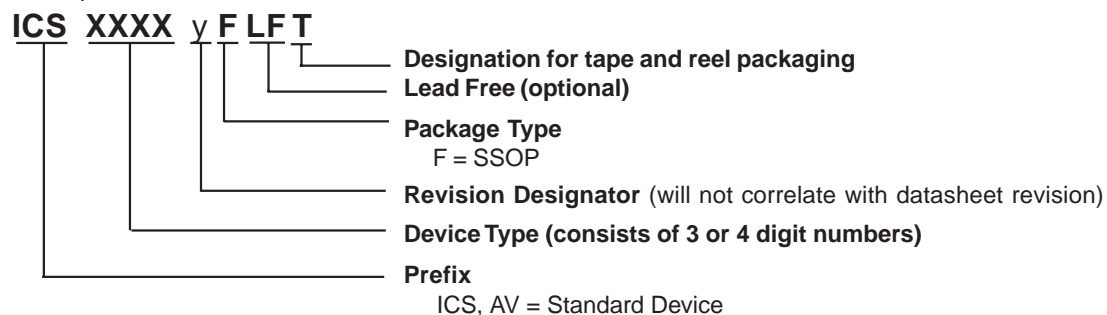 ICS XXXX y F LF T
Designation for tape and reel packaging
Lead Free (optional)
Package Type
F = SSOP
Revision Designator (will not correlate with datasheet revision)
Device Type (consists of 3 or 4 digit numbers)
Prefix
ICS, AV = Standard Device